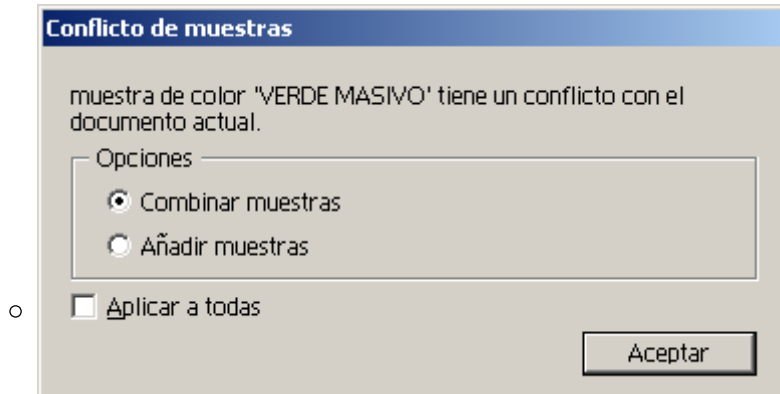 Conflicto de muestras
muestra de color 'VERDE MASIVO' tiene un conflicto con el
documento actual.
Opciones
Combinar muestras
Añadir muestras
Aplicar a todas
Aceptar